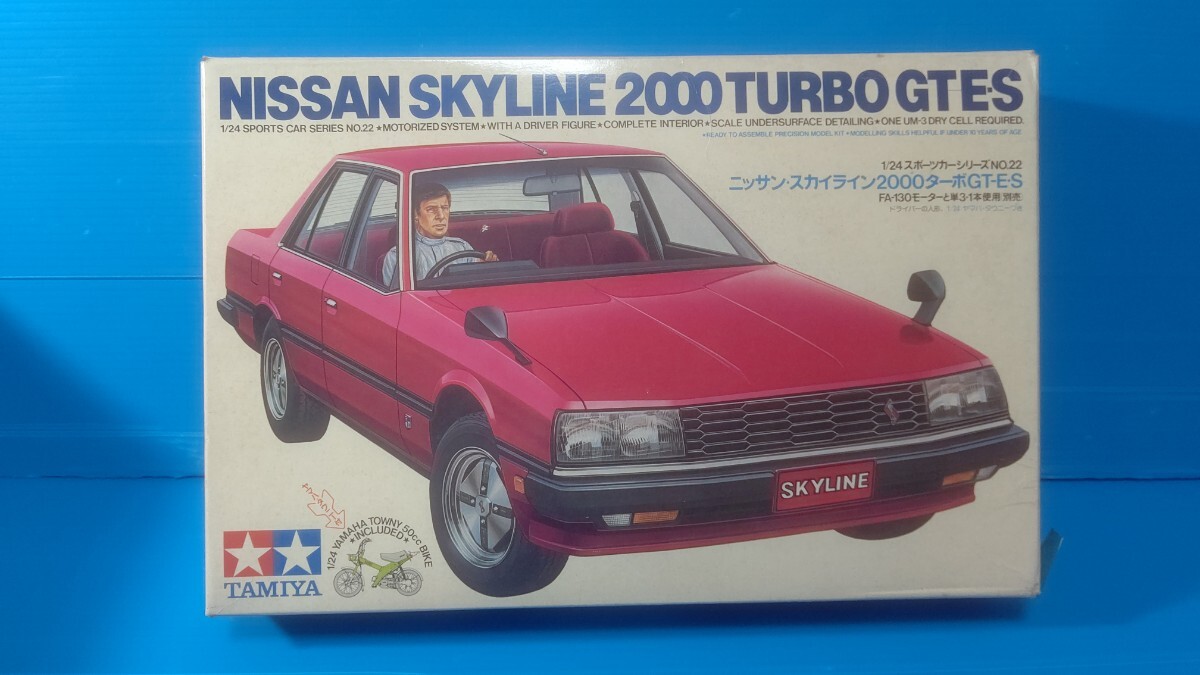 NISSAN SKYLINE 2000 TURBO GT·E·S
1/24 SPORTS CAR SERIES NO.22 ★MOTORIZED SYSTEM★WITH A DRIVER FIGURE★COMPLETE INTERIOR★SCALE UNDERSURFACE DETAILING★ONE UM-3 DRY CELL REQUIRED.
★READY TO ASSEMBLE PRECISION MODEL KIT ★MODELLING SKILLS HELPFUL IF UNDER 10 YEARS OF AGE
1/24 スポーツカーシリーズ NO.22
ニッサン・スカイライン2000ターボGT-E・S
FA-130モーターと単3・1本使用 別売
SKYLINE
1/24 YAMAHA TOWNY 50cc BIKE
★INCLUDED★
TAMIYA